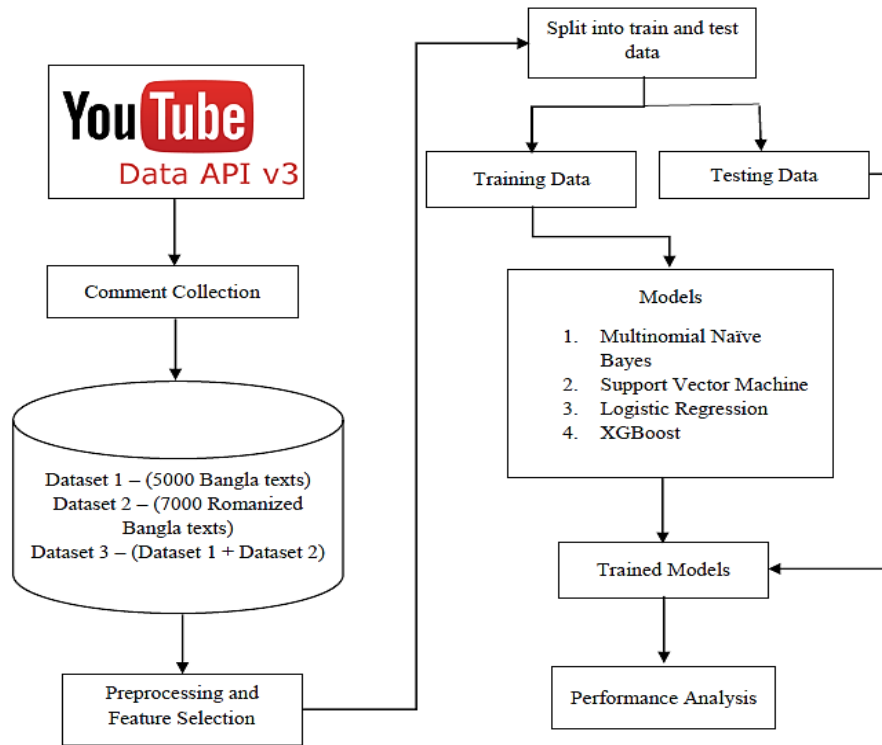 YouTube
Data API v3
Comment Collection
Dataset 1 – (5000 Bangla texts)
Dataset 2 – (7000 Romanized
Bangla texts)
Dataset 3 – (Dataset 1 + Dataset 2)
Preprocessing and
Feature Selection
Split into train and test
data
Training Data
Testing Data
Models
1. Multinomial Naïve
Bayes
2. Support Vector Machine
3. Logistic Regression
4. XGBoost
Trained Models
Performance Analysis